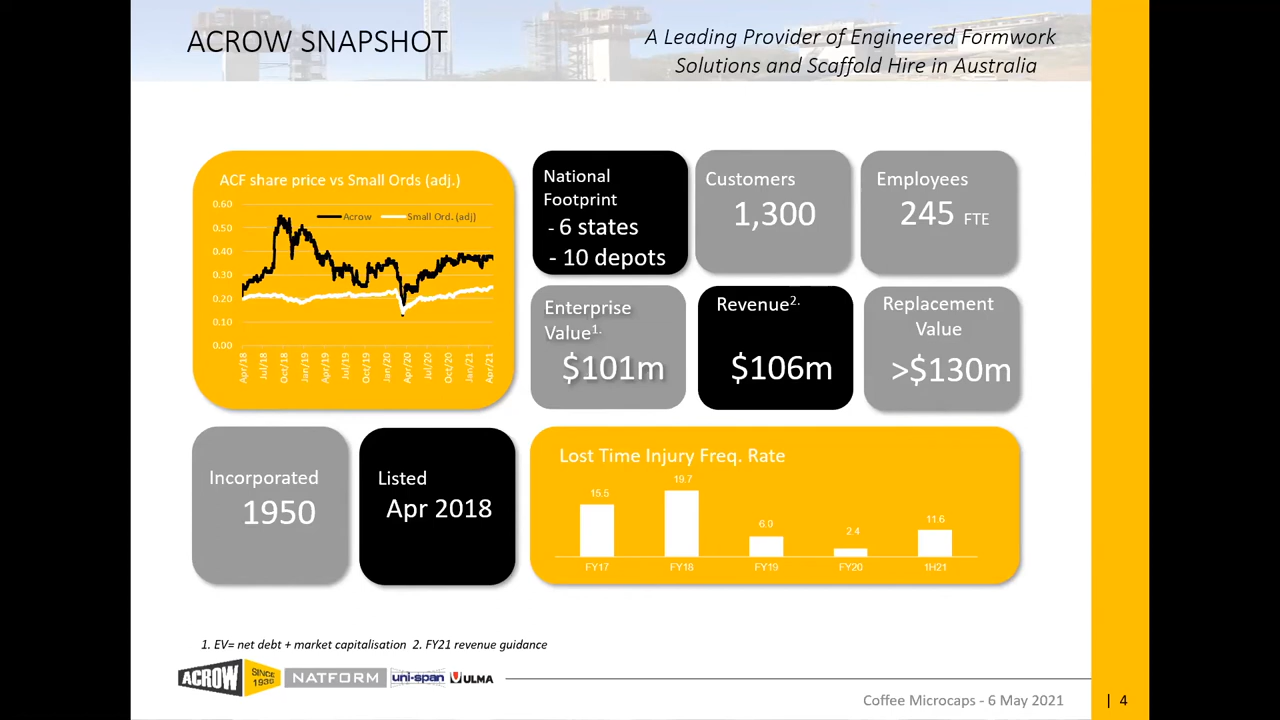 ACROW SNAPSHOT
A Leading Provider of Engineered Formwork
Solutions and Scaffold Hire in Australia
ACF share price vs Small Ords (adj.)
0.60
0.50
0.40
0.30
0.20
0.10
0.00
Acrow
Small Ord. (adj)
Apr/18
Jul/18
Oct/18
Jan/19
Apr/19
Jul/19
Oct/19
Jan/20
Apr/20
Jul/20
Oct/20
Jan/21
Apr/21
National
Footprint
- 6 states
- 10 depots
Customers
1,300
Employees
245 FTE
Enterprise
Value1.
$101m
Revenue2.
$106m
Replacement
Value
>$130m
Incorporated
1950
Listed
Apr 2018
Lost Time Injury Freq. Rate
15.5
19.7
6.0
2.4
11.6
FY17
FY18
FY19
FY20
1H21
1. EV= net debt + market capitalisation 2. FY21 revenue guidance
ACROW
SINCE
1936
NATFORM
uni-span
ULMA
Coffee Microcaps - 6 May 2021
| 4